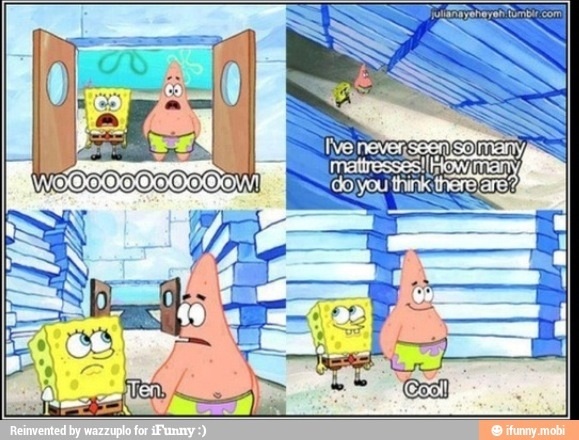 julianayeheyeh.tumblr.com
WoOoOoOoOoOoOoW!
I've never seen so many
mattresses! How many
do you think there are?
Ten.
Cool!
Reinvented by wazzuplo for iFunny :)
ifunny.mobi